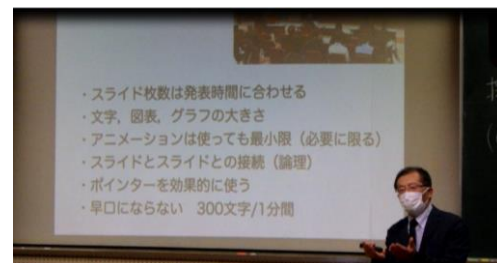 ・スライド枚数は発表時間に合わせる
・文字，図表，グラフの大きさ
・アニメーションは使っても最小限（必要に限る）
・スライドとスライドとの接続（論理）
・ポインターを効果的に使う
・早口にならない　300文字/1分間